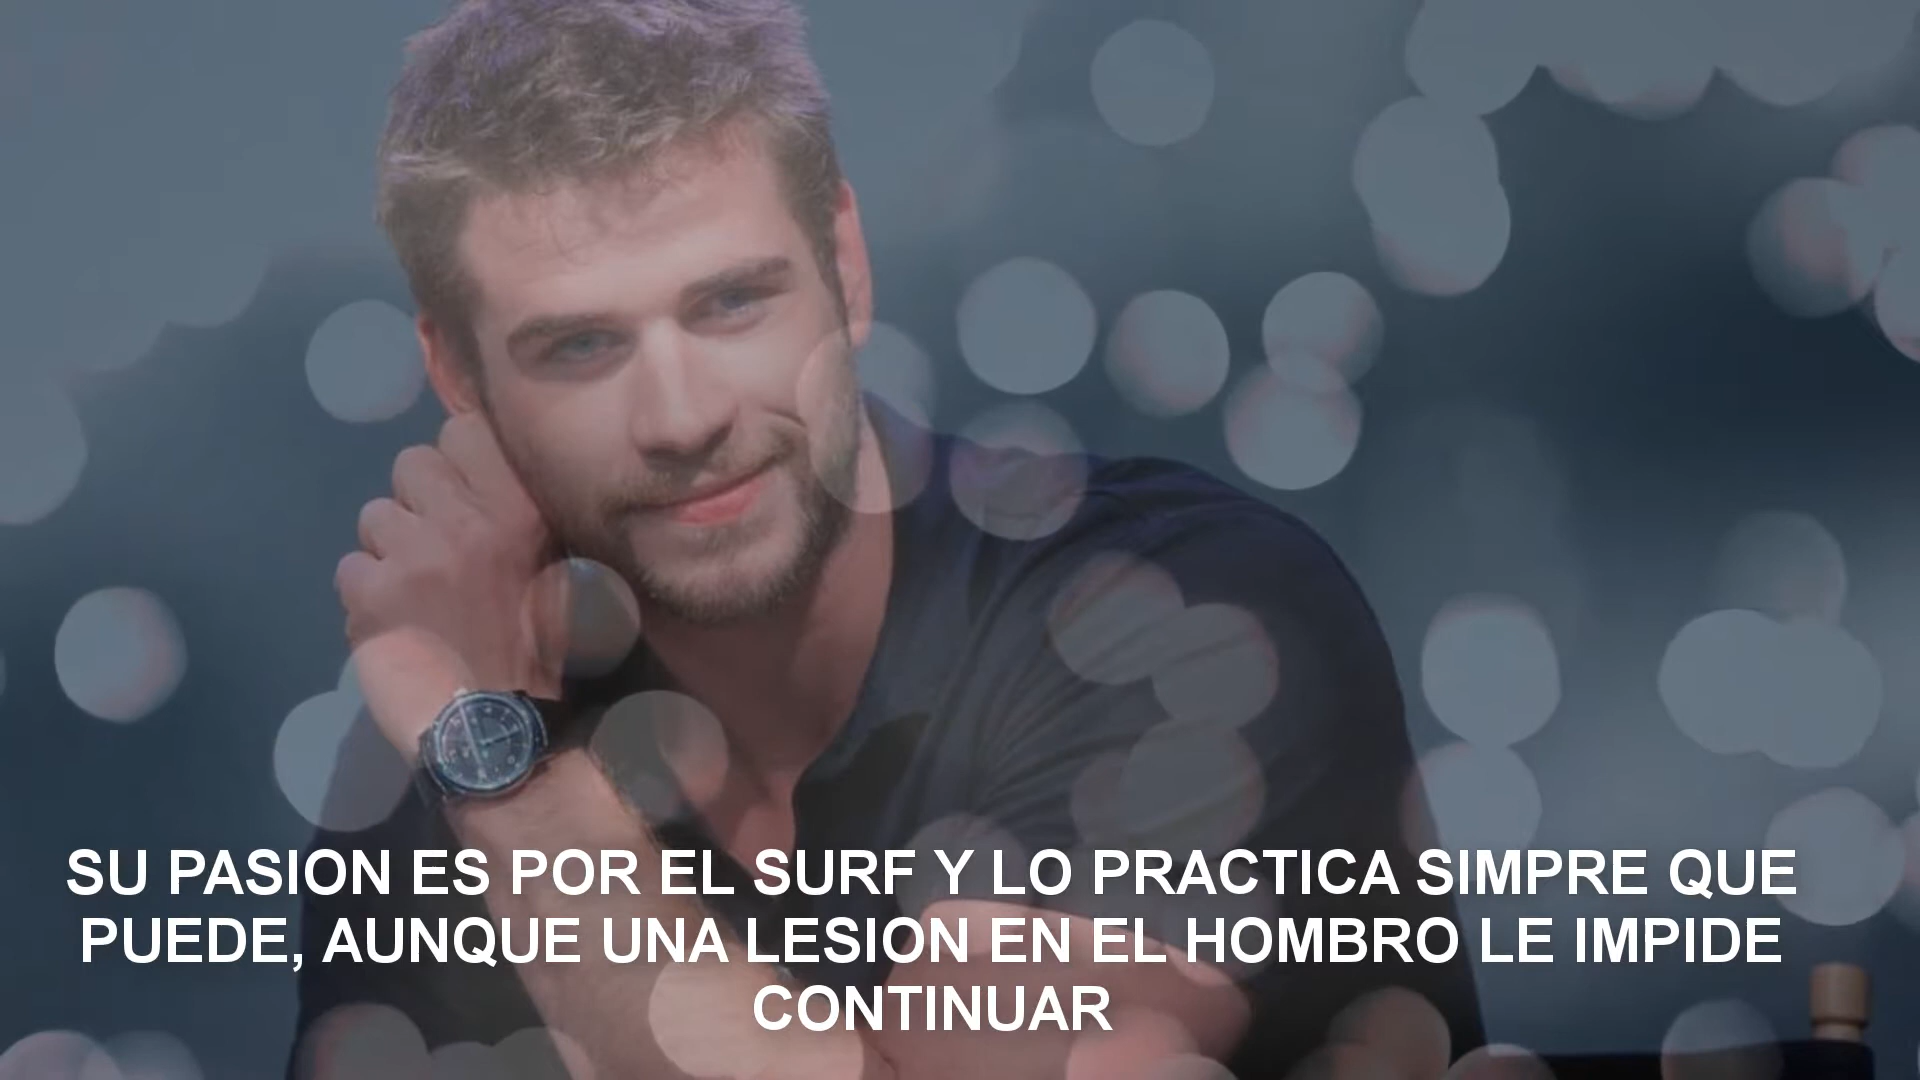 SU PASION ES POR EL SURF Y LO PRACTICA SIMPRE QUE
PUEDE, AUNQUE UNA LESION EN EL HOMBRO LE IMPIDE
CONTINUAR